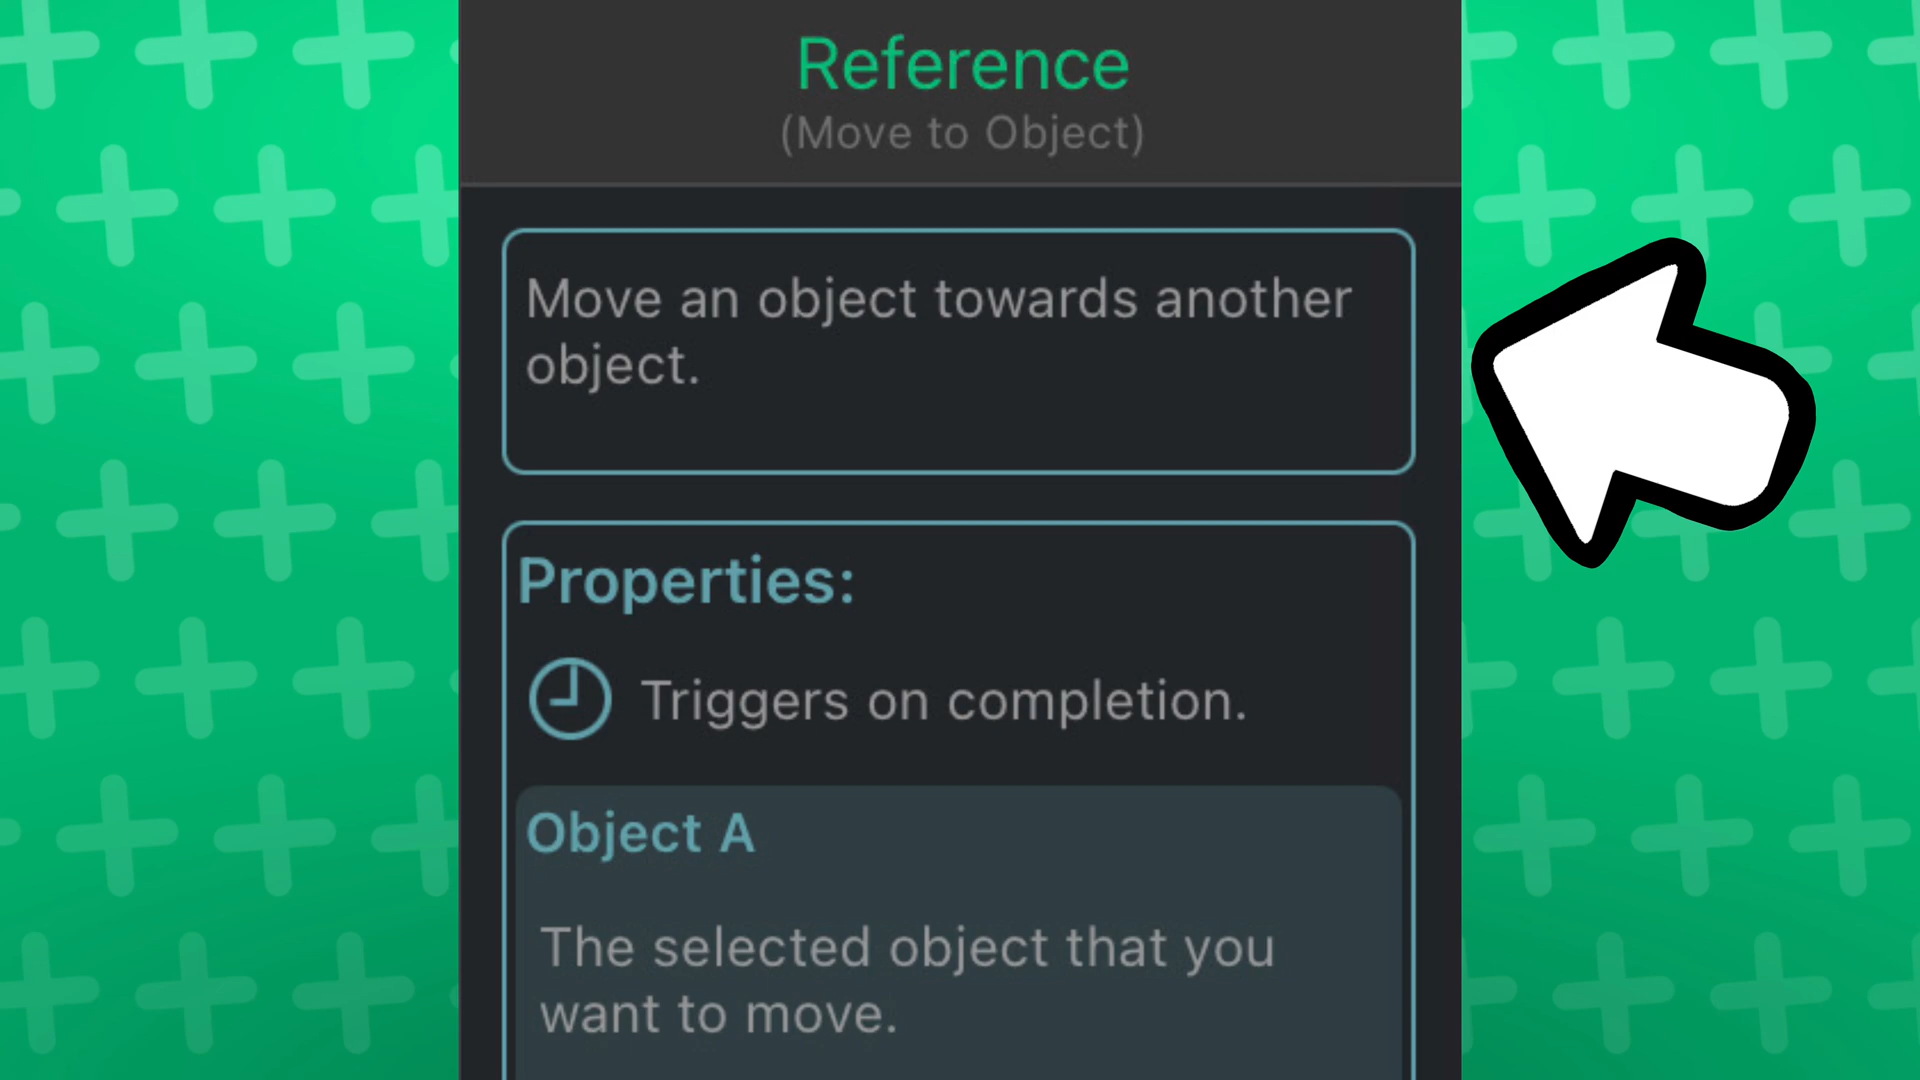 Reference
(Move to Object)
Move an object towards another
object.
Properties:
Triggers on completion.
Object A
The selected object that you
want to move.